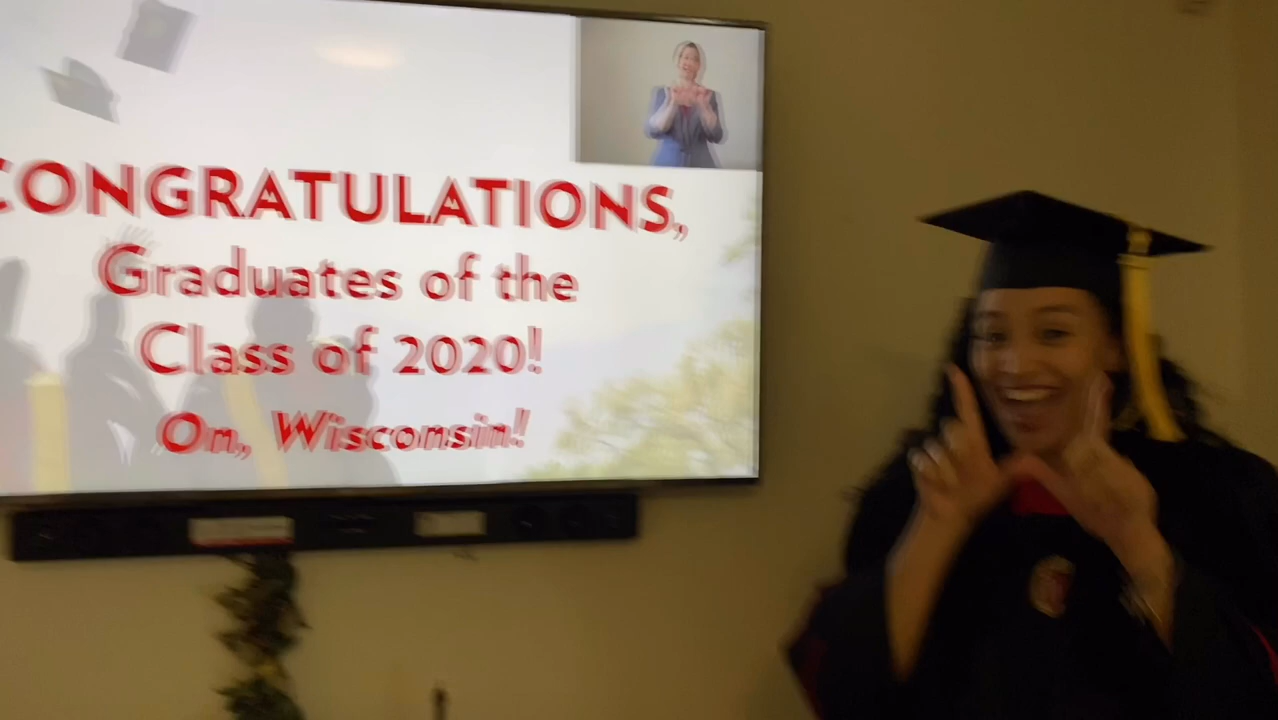 CONGRATULATIONS,
Graduates of the
Class of 2020!
On, Wisconsin!